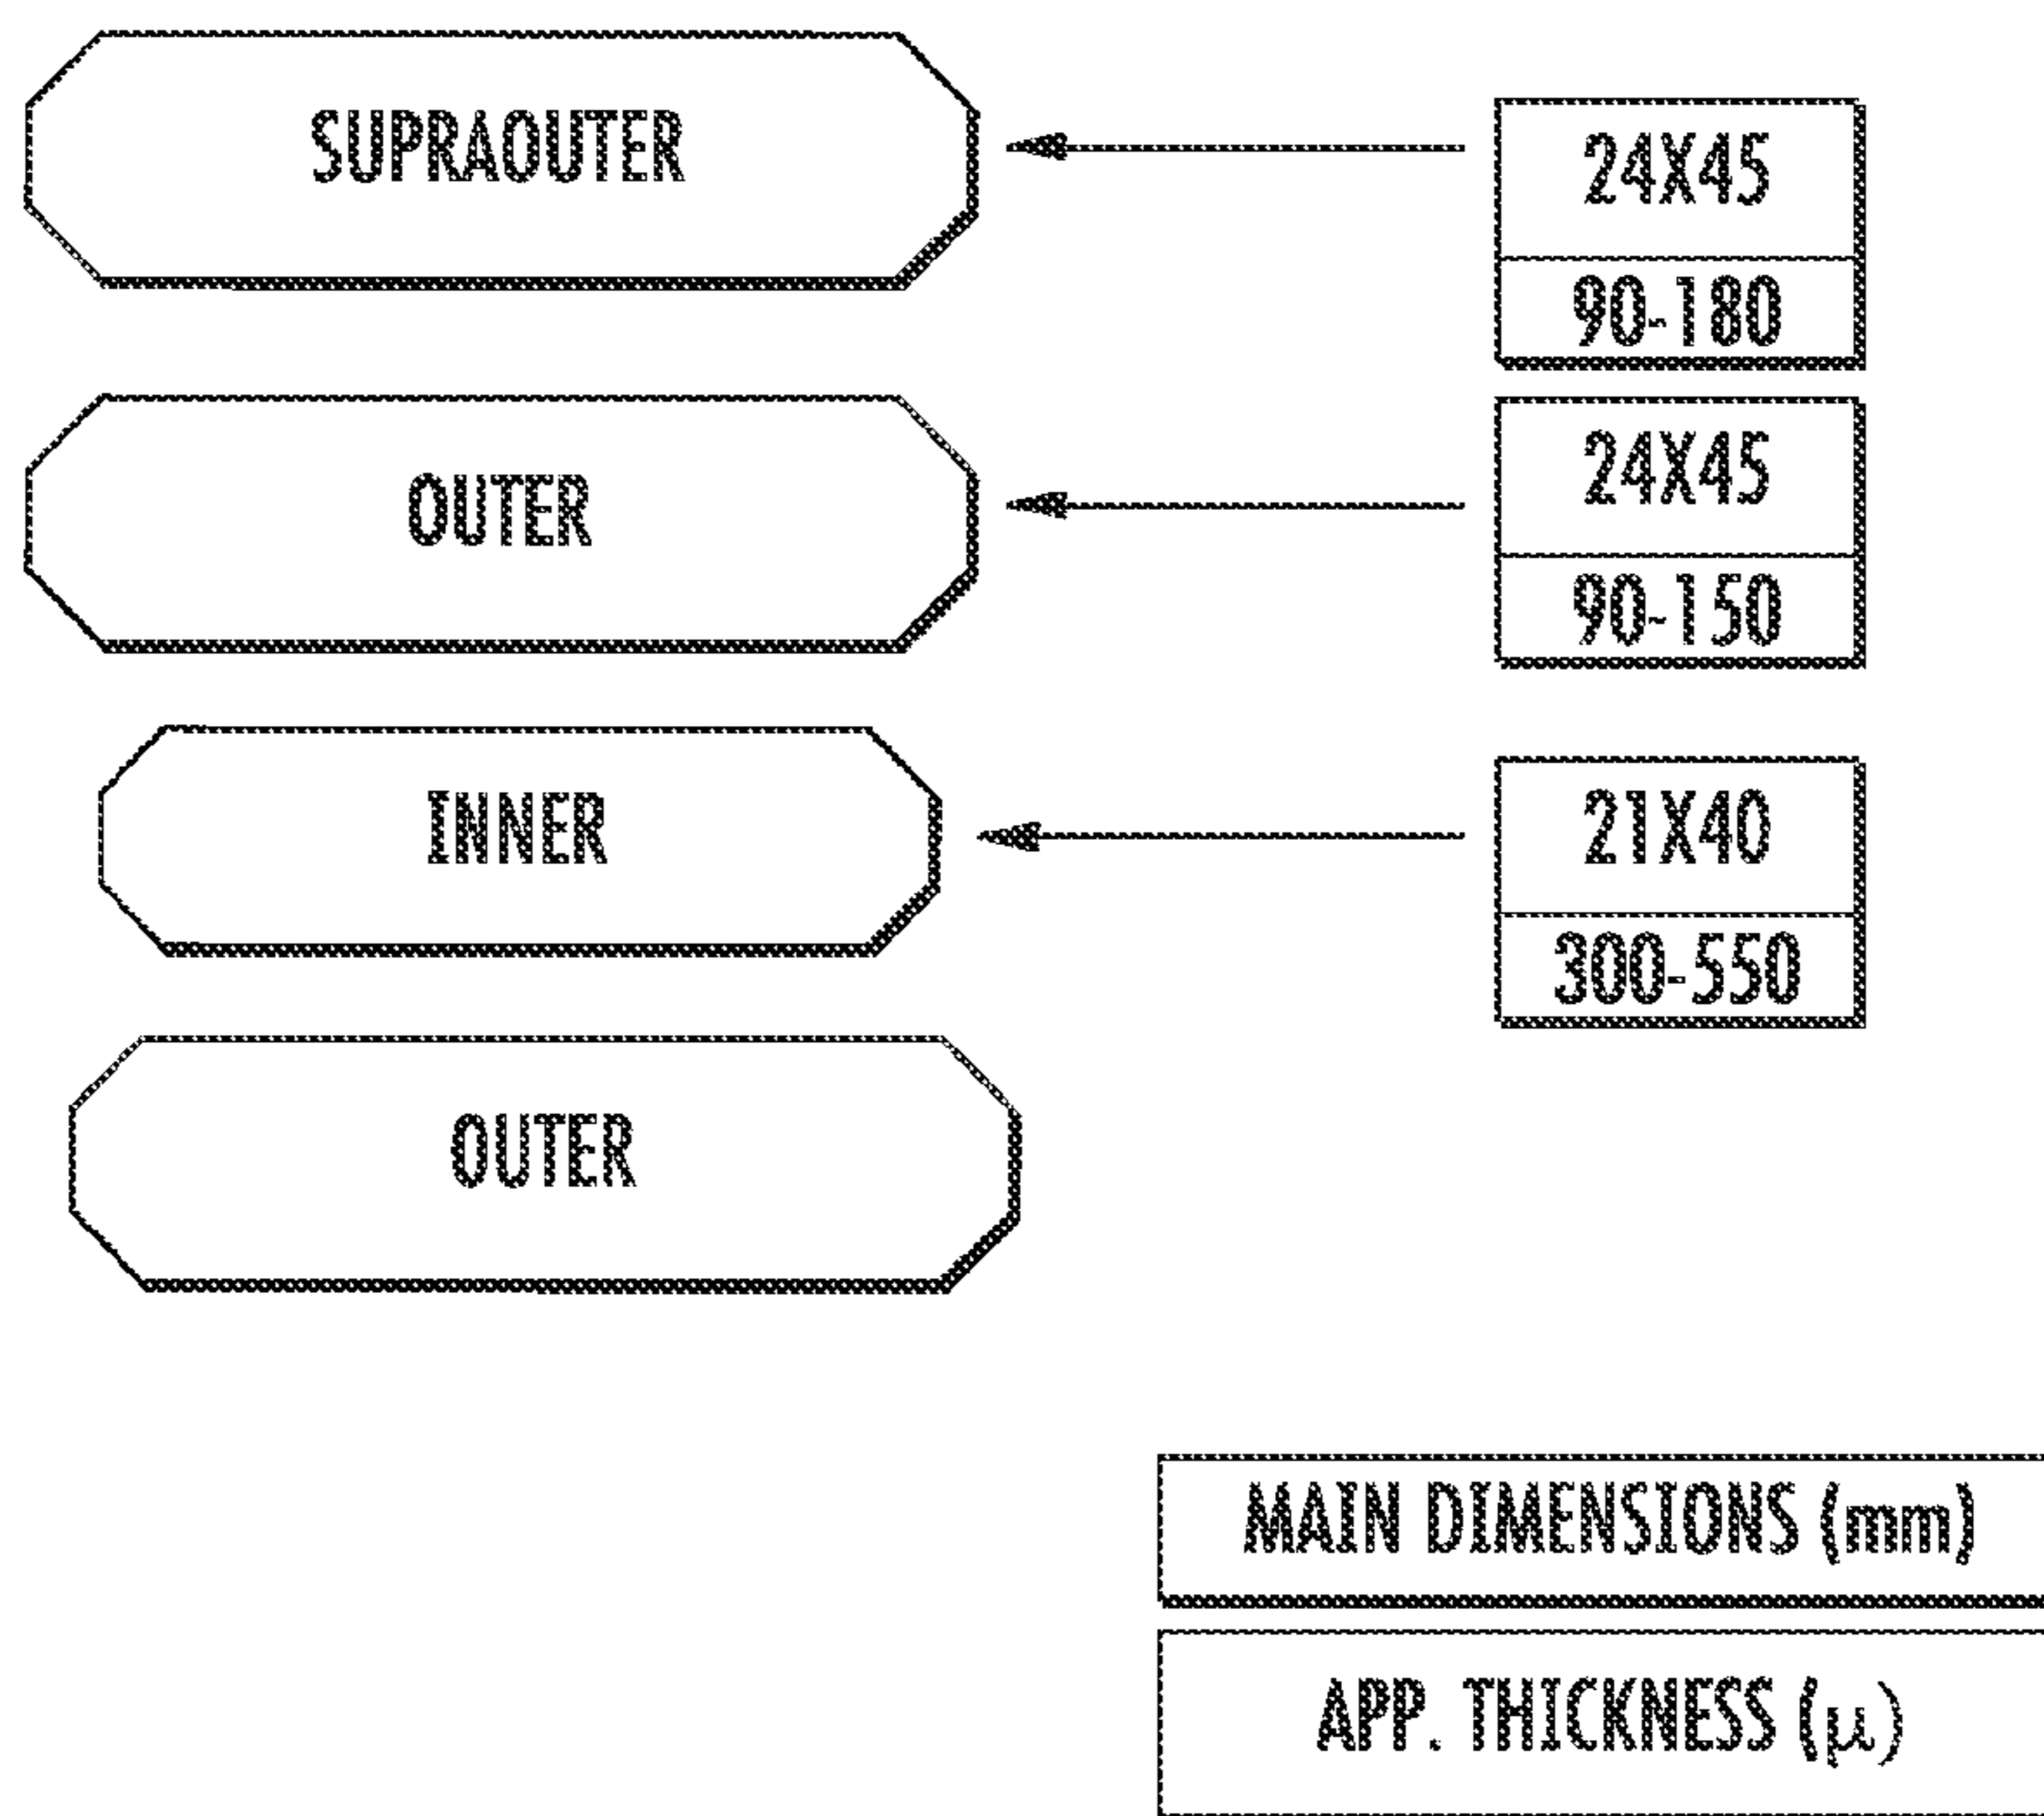 SUPRAOUTER
24X45
90-180
OUTER
24X45
90-150
INNER
21X40
300-550
OUTER
MAIN DIMENSIONS (mm)
APP. THICKNESS (μ)